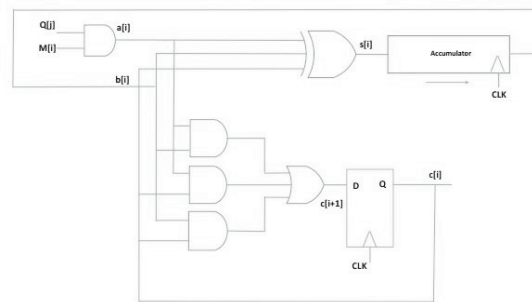 Q[j]
a[i]
M[i]
s[i]
Accumulator
b[i]
CLK
D
Q
c[i]
c[i+1]
CLK